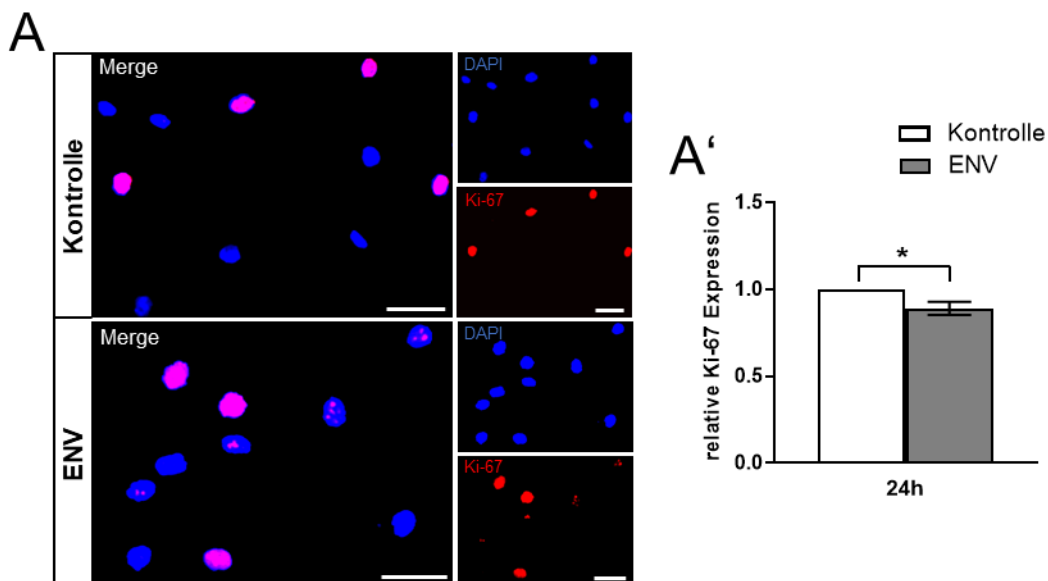 A
Kontrolle
Merge
DAPI
Ki-67
ENV
Merge
DAPI
Ki-67
A‘
Kontrolle
ENV
relative Ki-67 Expression
1.5
1.0
0.5
0.0
*
24h